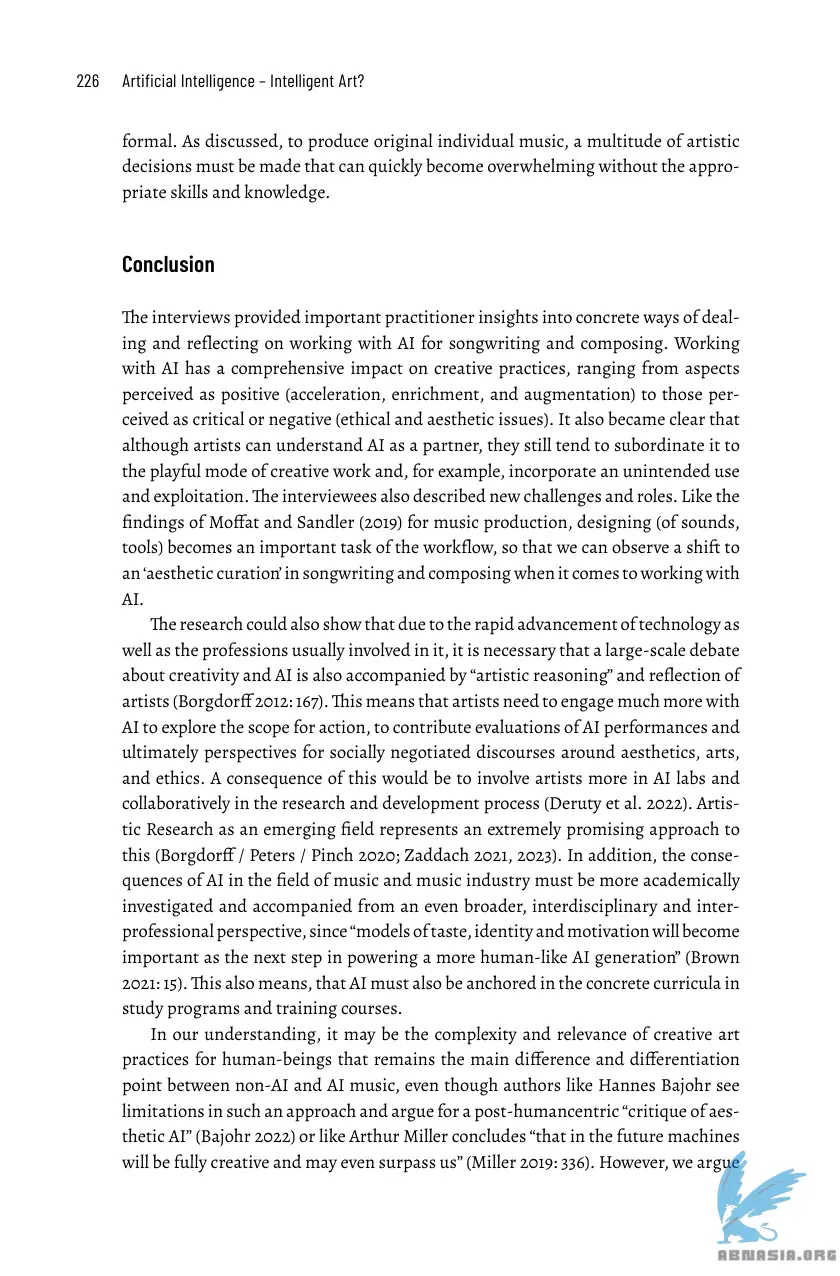 226 Artificial Intelligence – Intelligent Art?
formal. As discussed, to produce original individual music, a multitude of artistic
decisions must be made that can quickly become overwhelming without the appro-
priate skills and knowledge.
Conclusion
The interviews provided important practitioner insights into concrete ways of deal-
ing and reflecting on working with AI for songwriting and composing. Working
with AI has a comprehensive impact on creative practices, ranging from aspects
perceived as positive (acceleration, enrichment, and augmentation) to those per-
ceived as critical or negative (ethical and aesthetic issues). It also became clear that
although artists can understand AI as a partner, they still tend to subordinate it to
the playful mode of creative work and, for example, incorporate an unintended use
and exploitation. The interviewees also described new challenges and roles. Like the
findings of Moffat and Sandler (2019) for music production, designing (of sounds,
tools) becomes an important task of the workflow, so that we can observe a shift to
an ‘aesthetic curation’ in songwriting and composing when it comes to working with
AI.
The research could also show that due to the rapid advancement of technology as
well as the professions usually involved in it, it is necessary that a large-scale debate
about creativity and AI is also accompanied by “artistic reasoning” and reflection of
artists (Borgdorff 2012: 167). This means that artists need to engage much more with
AI to explore the scope for action, to contribute evaluations of AI performances and
ultimately perspectives for socially negotiated discourses around aesthetics, arts,
and ethics. A consequence of this would be to involve artists more in AI labs and
collaboratively in the research and development process (Deruty et al. 2022). Artis-
tic Research as an emerging field represents an extremely promising approach to
this (Borgdorff / Peters / Pinch 2020; Zaddach 2021, 2023). In addition, the conse-
quences of AI in the field of music and music industry must be more academically
investigated and accompanied from an even broader, interdisciplinary and inter-
professional perspective, since “models of taste, identity and motivation will become
important as the next step in powering a more human-like AI generation” (Brown
2021: 15). This also means, that AI must also be anchored in the concrete curricula in
study programs and training courses.
In our understanding, it may be the complexity and relevance of creative art
practices for human-beings that remains the main difference and differentiation
point between non-AI and AI music, even though authors like Hannes Bajohr see
limitations in such an approach and argue for a post-humancentric “critique of aes-
thetic AI” (Bajohr 2022) or like Arthur Miller concludes “that in the future machines
will be fully creative and may even surpass us” (Miller 2019: 336). However, we argue
ABNASIA.ORG